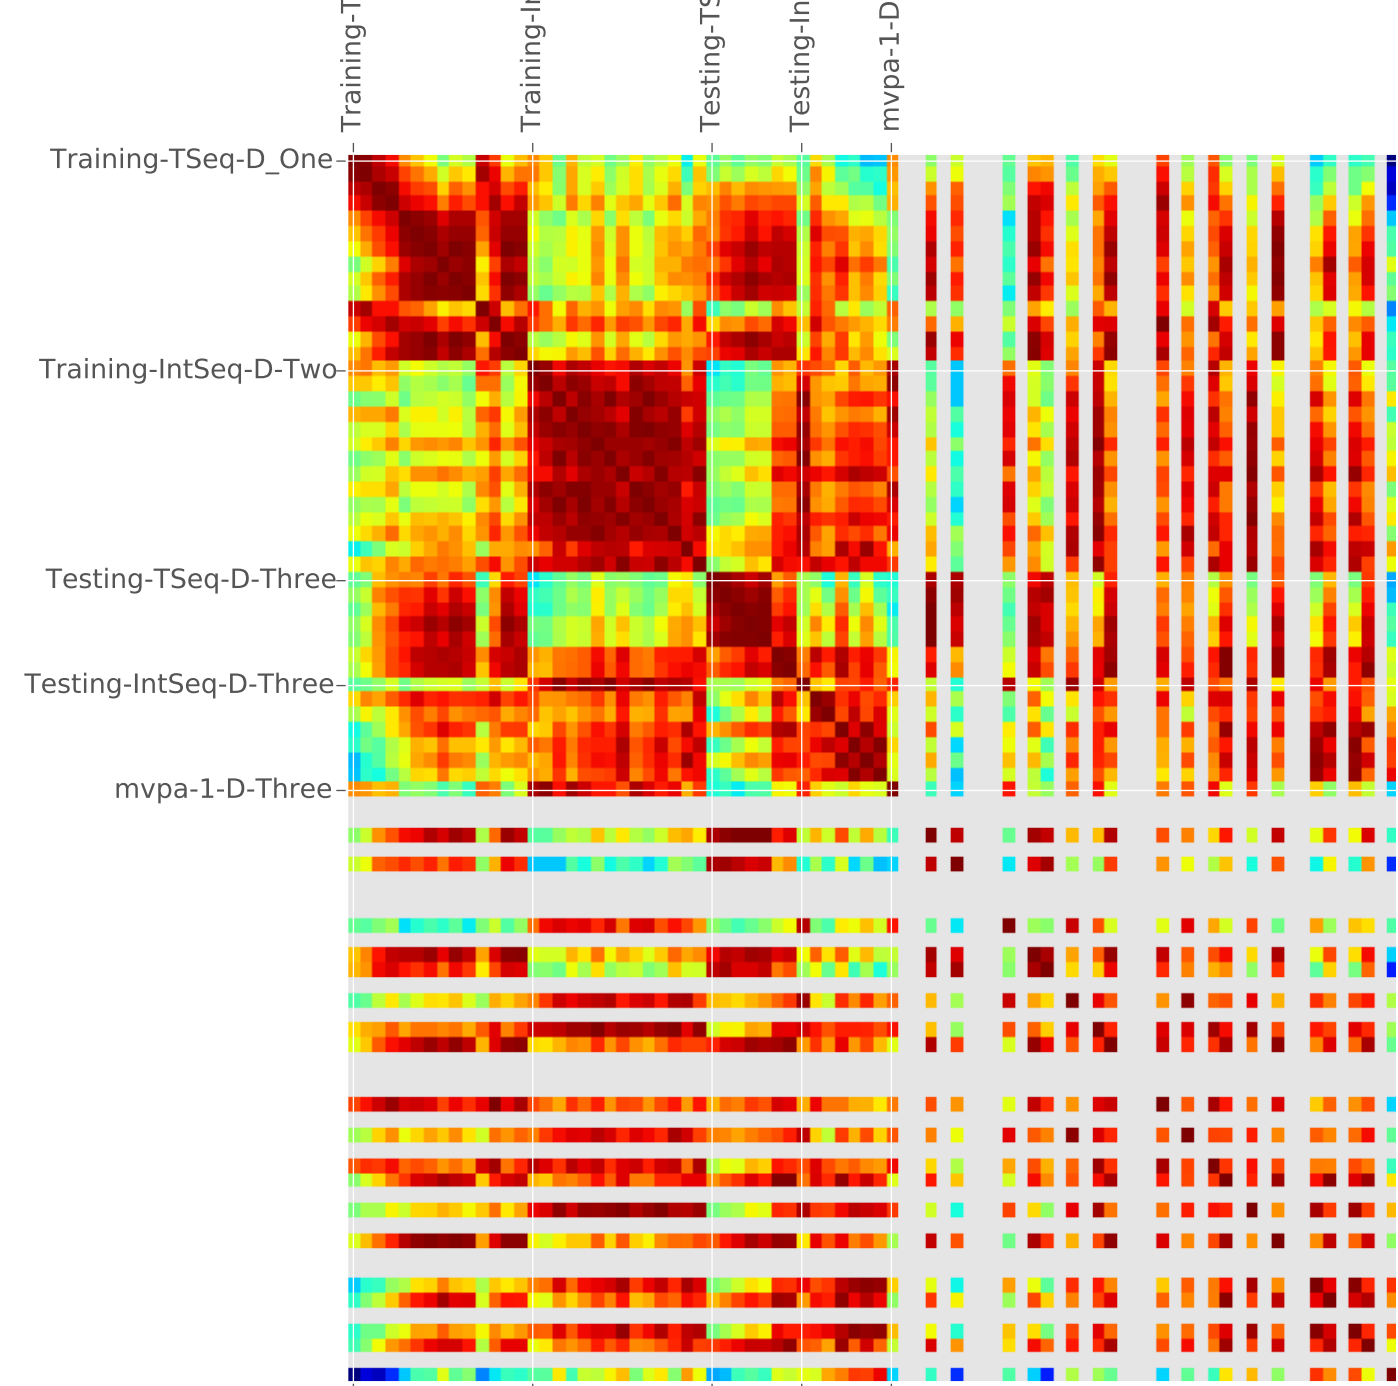 Training-T
Training-I
Testing-TS
Testing-In
mvpa-1-D
Training-TSeq-D_One
Training-IntSeq-D-Two
Testing-TSeq-D-Three
Testing-IntSeq-D-Three
mvpa-1-D-Three